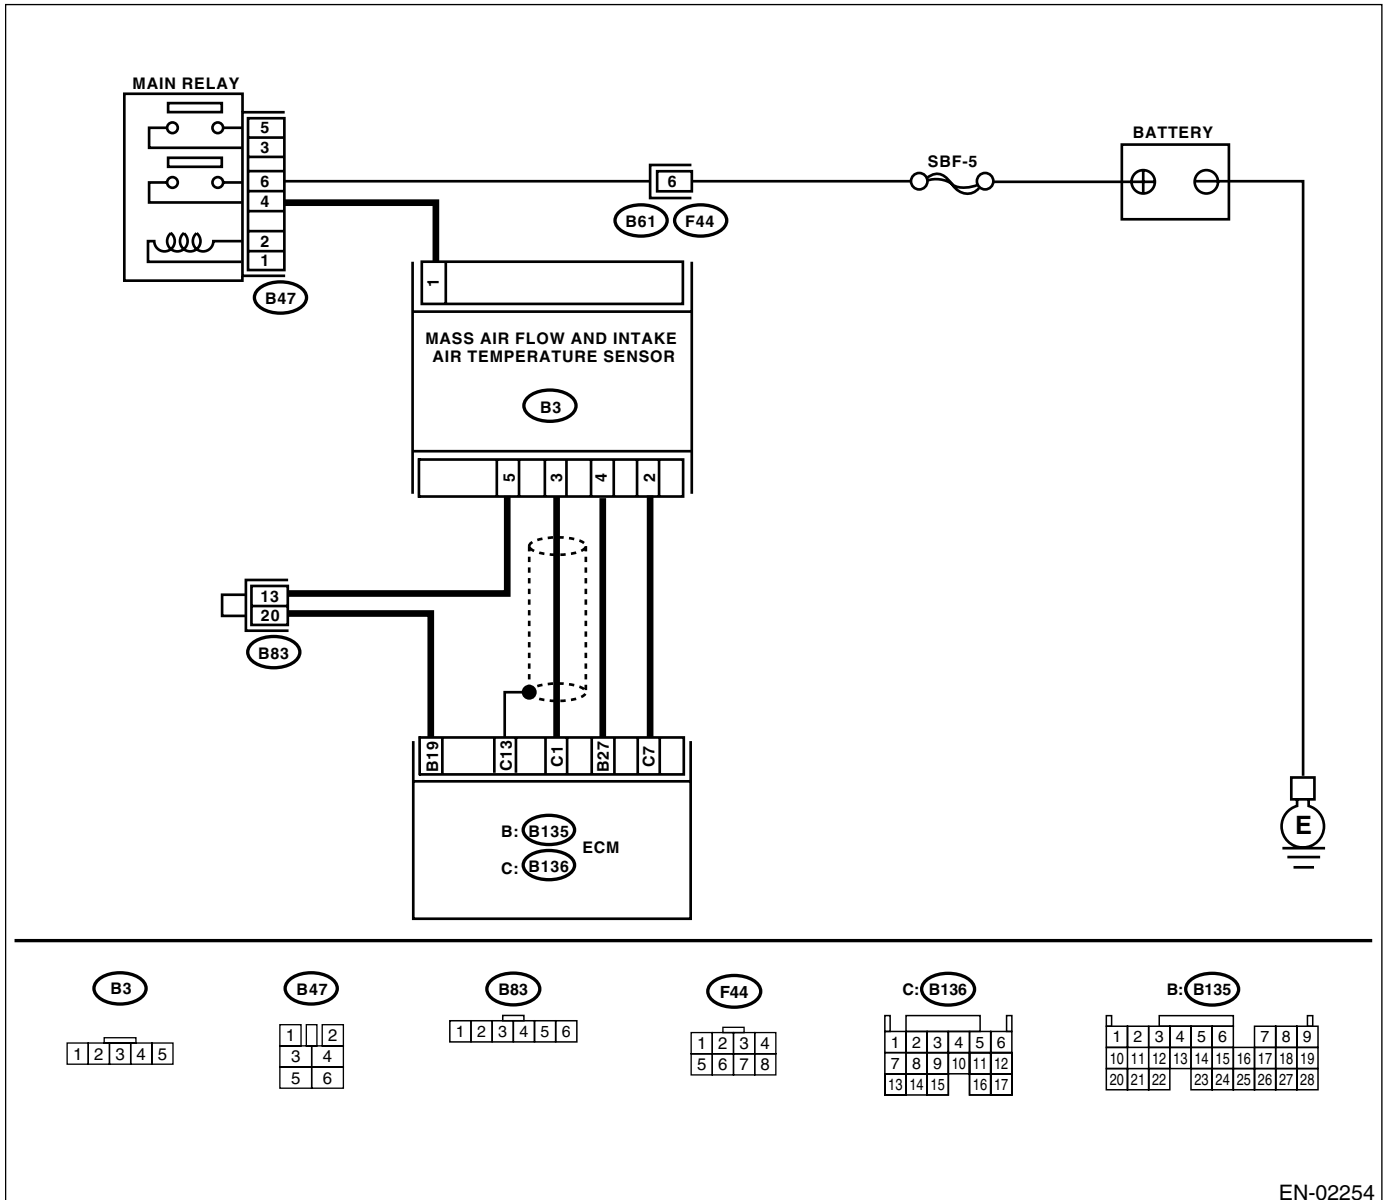 MAIN RELAY
5
3
6
4
2
1
B47
6
B61 F44
SBF-5
BATTERY
1
MASS AIR FLOW AND INTAKE
AIR TEMPERATURE SENSOR
B3
5 3 4 2
13
20
B83
B19 C13 C1 B27 C7
B: B135
ECM
C: B136
E
B3
1 2 3 4 5
B47
1 2
3 4
5 6
B83
1 2 3 4 5 6
F44
1 2 3 4
5 6 7 8
C: B136
1 2 3 4 5 6
7 8 9 10 11 12
13 14 15 16 17
B: B135
1 2 3 4 5 6 7 8 9
10 11 12 13 14 15 16 17 18 19
20 21 22 23 24 25 26 27 28
EN-02254